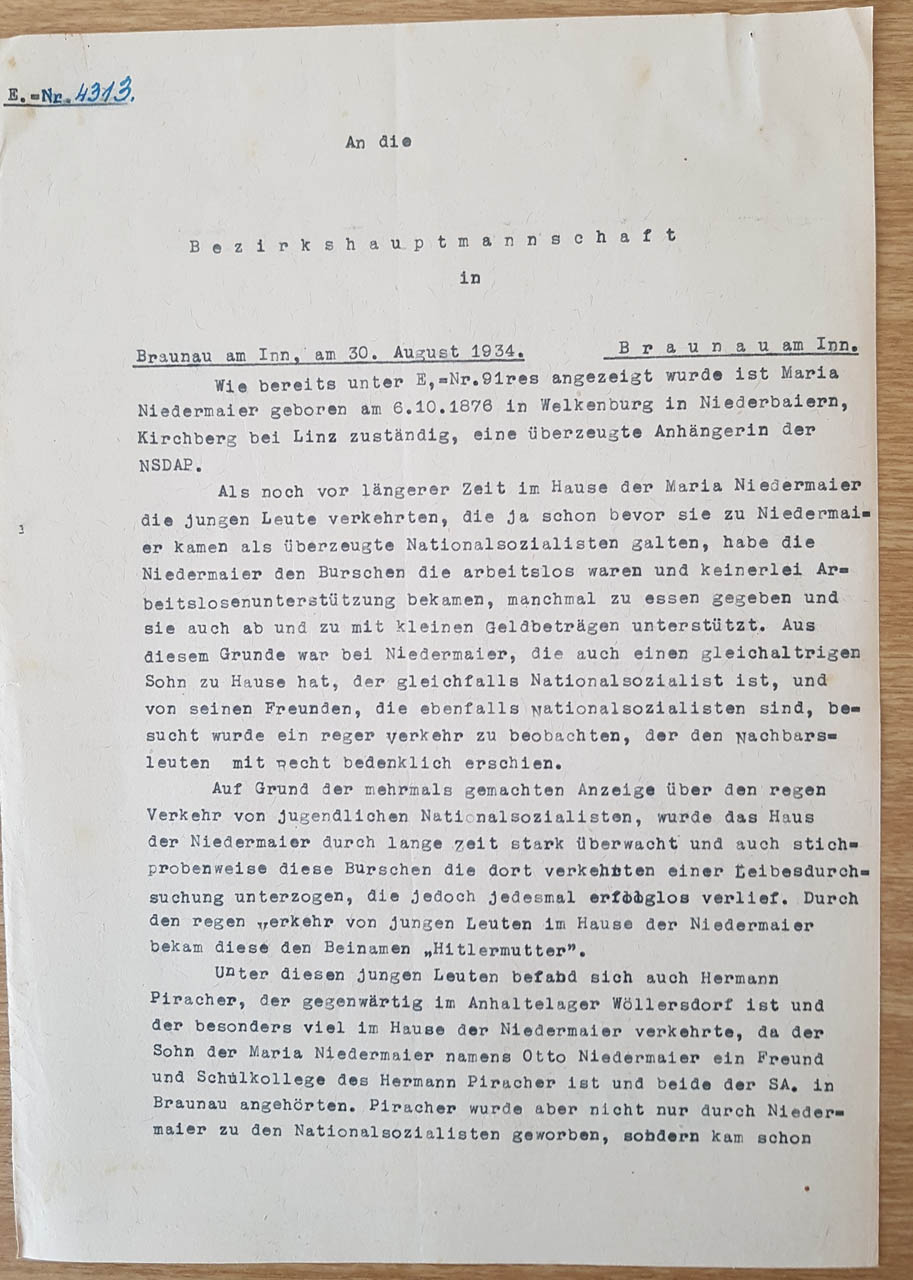 E.=Nr.4313.
An die
Bezirkshauptmannschaft
in
Braunau am Inn, am 30. August 1934. Braunau am Inn.
Wie bereits unter E,=Nr.91res angezeigt wurde ist Maria
Niedermaier geboren am 6.10.1876 in Welkenburg in Niederbaiern,
Kirchberg bei Linz zuständig, eine überzeugte Anhängerin der
NSDAP.
Als noch vor längerer Zeit im Hause der Maria Niedermaier
die jungen Leute verkehrten, die ja schon bevor sie zu Niedermai=
er kamen als überzeugte Nationalsozialisten galten, habe die
Niedermaier den Burschen die arbeitslos waren und keinerlei Ar=
beitslosenunterstützung bekamen, manchmal zu essen gegeben und
sie auch ab und zu mit kleinen Geldbeträgen unterstützt. Aus
diesem Grunde war bei Niedermaier, die auch einen gleichaltrigen
Sohn zu Hause hat, der gleichfalls Nationalsozialist ist, und
von seinen Freunden, die ebenfalls Nationalsozialisten sind, be=
sucht wurde ein reger Verkehr zu beobachten, der den Nachbars=
leuten mit Recht bedenklich erschien.
Auf Grund der mehrmals gemachten Anzeige über den regen
Verkehr von jugendlichen Nationalsozialisten, wurde das Haus
der Niedermaier durch lange Zeit stark überwacht und auch stich=
probenweise diese Burschen die dort verkehrten einer Leibesdurch=
suchung unterzogen, die jedoch jedesmal erfolglos verlief. Durch
den regen Verkehr von jungen Leuten im Hause der Niedermaier
bekam diese den Beinamen „Hitlermutter".
Unter diesen jungen Leuten befand sich auch Hermann
Piracher, der gegenwärtig im Anhaltelager Wöllersdorf ist und
der besonders viel im Hause der Niedermaier verkehrte, da der
Sohn der Maria Niedermaier namens Otto Niedermaier ein Freund
und Schulkollege des Hermann Piracher ist und beide der SA. in
Braunau angehörten. Piracher wurde aber nicht nur durch Nieder=
maier zu den Nationalsozialisten geworben, sondern kam schon